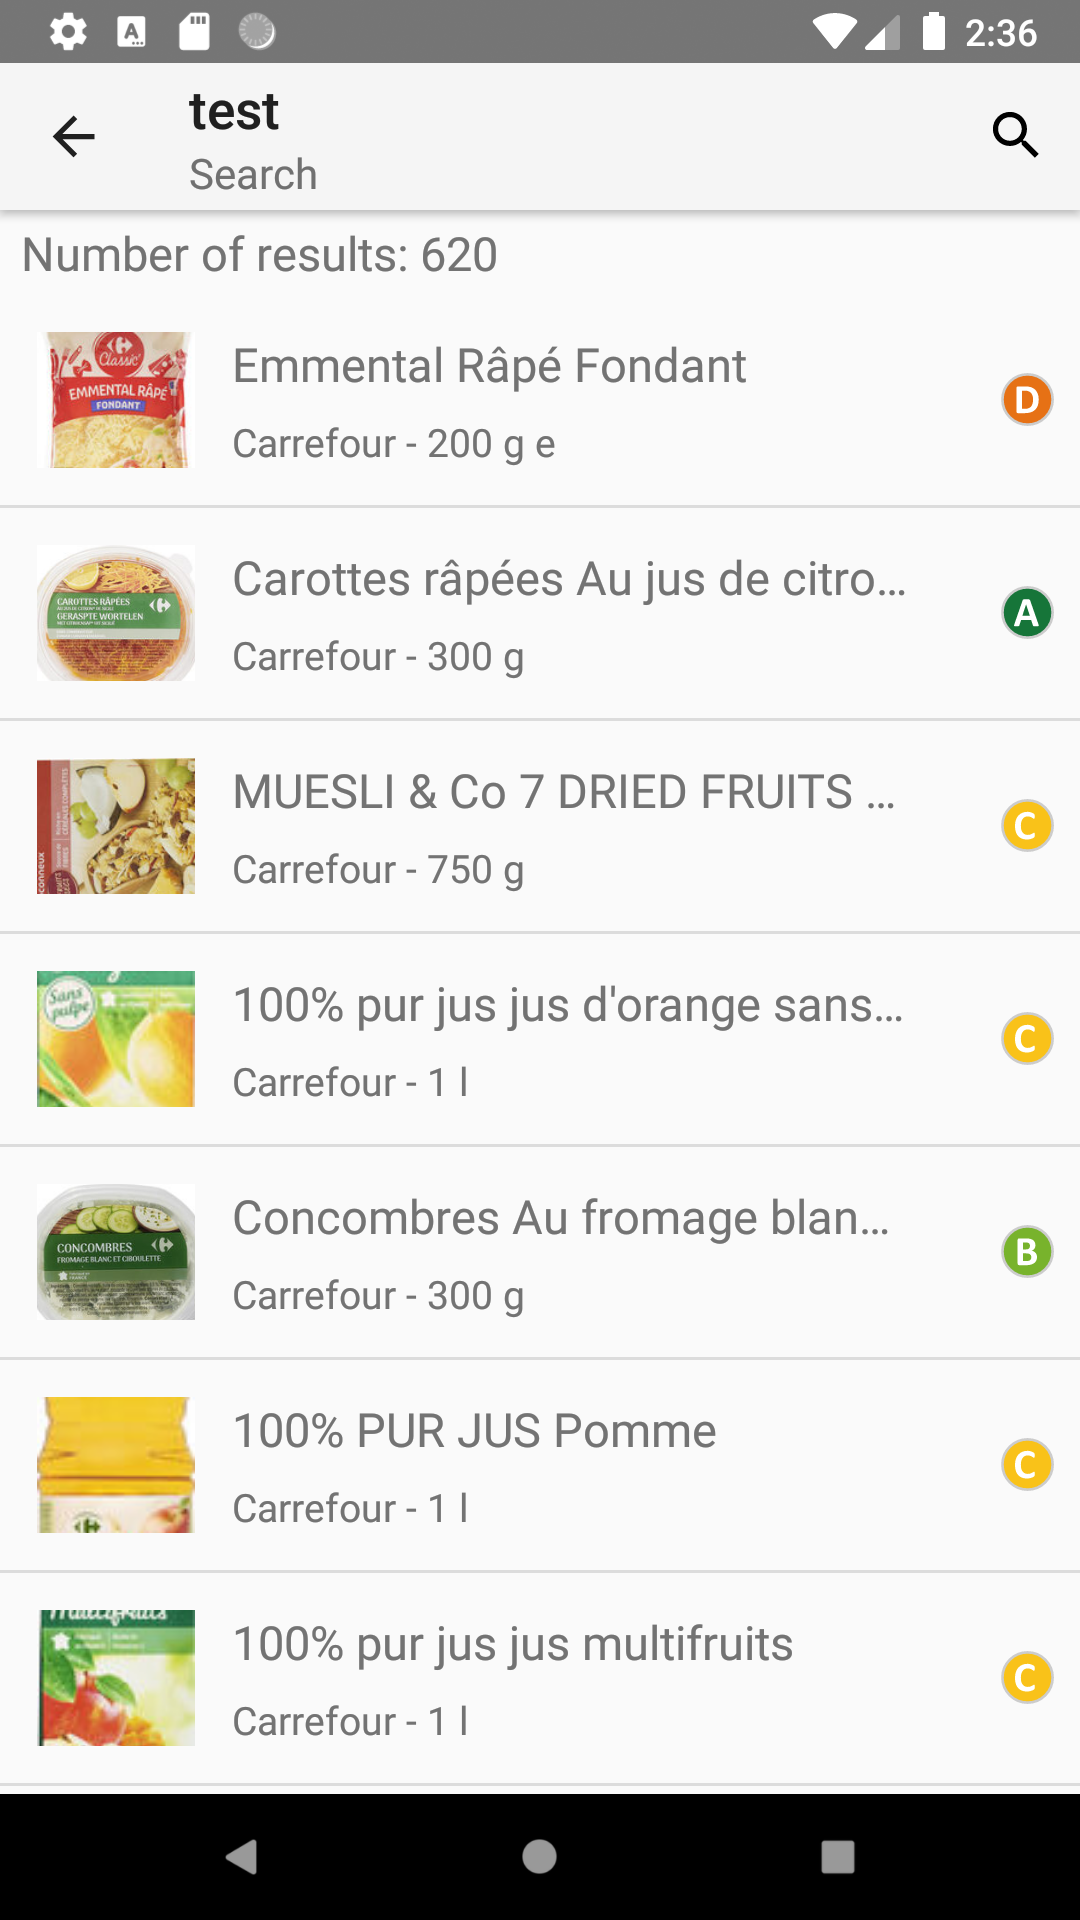 2:36
test
Search
Number of results: 620
Classic'
EMMENTAL RÂPÉ
FONDANT
Emmental Râpé Fondant
Carrefour - 200 g e
D
CAROTTES RÂPÉES
GERASPTE WORTELEN
Carottes râpées Au jus de citro...
Carrefour - 300 g
A
MUESLI & Co 7 DRIED FRUITS ...
Carrefour - 750 g
C
Sans
pulpe
100% pur jus jus d'orange sans...
Carrefour - 1 l
C
CONCOMBRES
FROMAGE BLANC ET CIBOULETTE
Concombres Au fromage blan...
Carrefour - 300 g
B
100% PUR JUS Pomme
Carrefour - 1 l
C
Multifruits
100% pur jus jus multifruits
Carrefour - 1 l
C